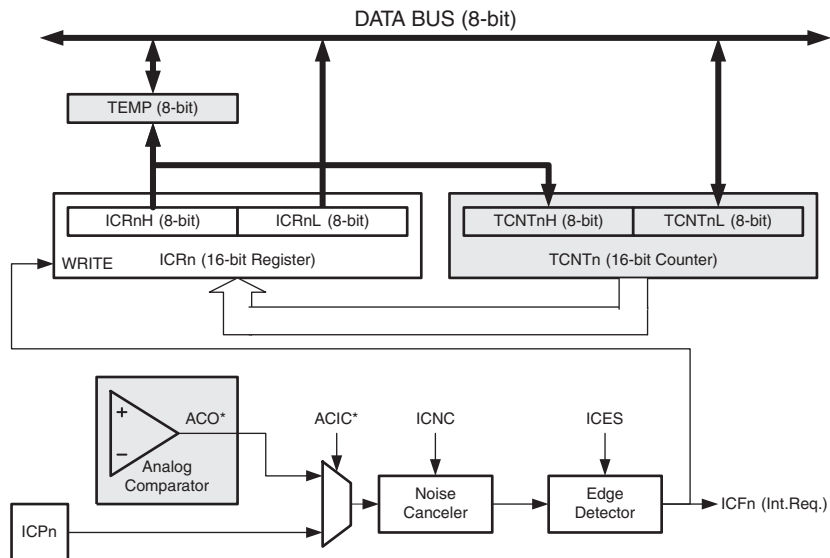 DATA BUS (8-bit)
TEMP (8-bit)
ICRnH (8-bit)
ICRnL (8-bit)
TCNTnH (8-bit)
TCNTnL (8-bit)
WRITE
ICRn (16-bit Register)
TCNTn (16-bit Counter)
+
−
ACO*
Analog
Comparator
ACIC*
ICNC
ICES
ICPn
Noise
Canceler
Edge
Detector
ICFn (Int.Req.)